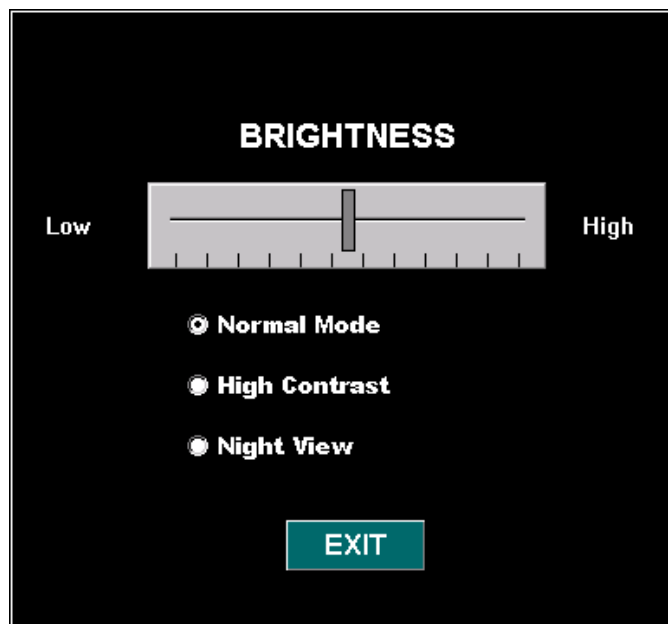 BRIGHTNESS
Low High
Normal Mode
High Contrast
Night View
EXIT